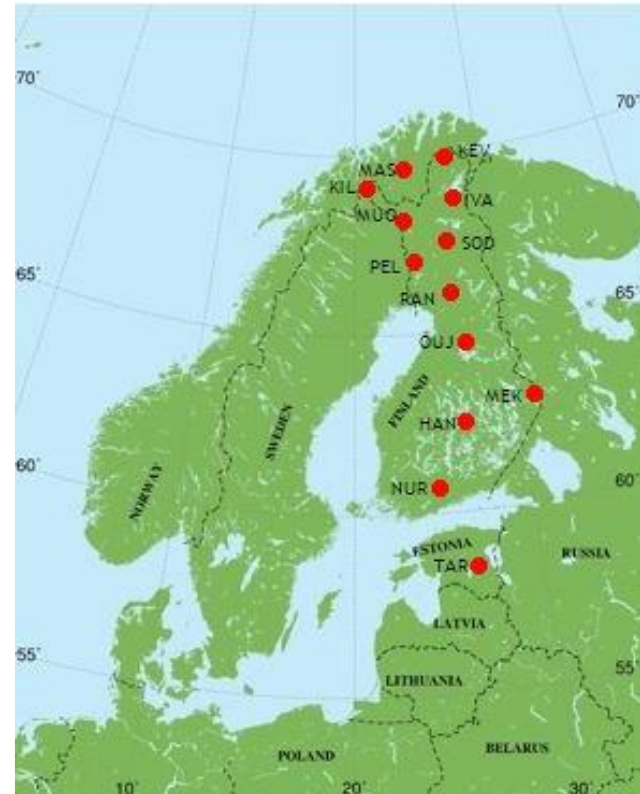 70°
70°
KEV
MAS
KIL
IVA
MUO
SOD
PEL
65°
RAN
65°
OUJ
MEK
FINLAND
HAN
SWEDEN
60°
NUR
60°
NORWAY
ESTONIA
RUSSIA
TAR
LATVIA
55°
55°
LITHUANIA
POLAND
BELARUS
10°
20°
30°